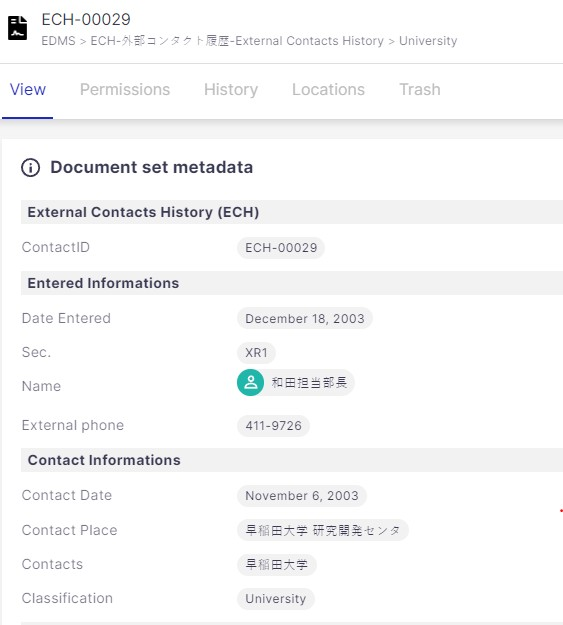 ECH-00029
EDMS > ECH-外部コンタクト履歴-External Contacts History > University
View Permissions History Locations Trash
Document set metadata
External Contacts History (ECH)
ContactID ECH-00029
Entered Informations
Date Entered December 18, 2003
Sec. XR1
Name 和田担当部長
External phone 411-9726
Contact Informations
Contact Date November 6, 2003
Contact Place 早稲田大学 研究開発センタ
Contacts 早稲田大学
Classification University